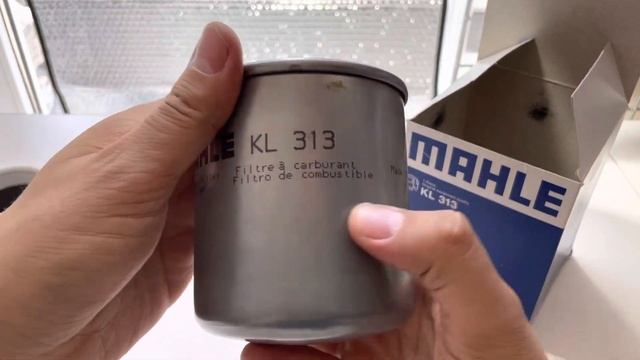 MAHLE
KL 313
Filtre à carburant
Filtro de combustible
MAHLE
KL 313